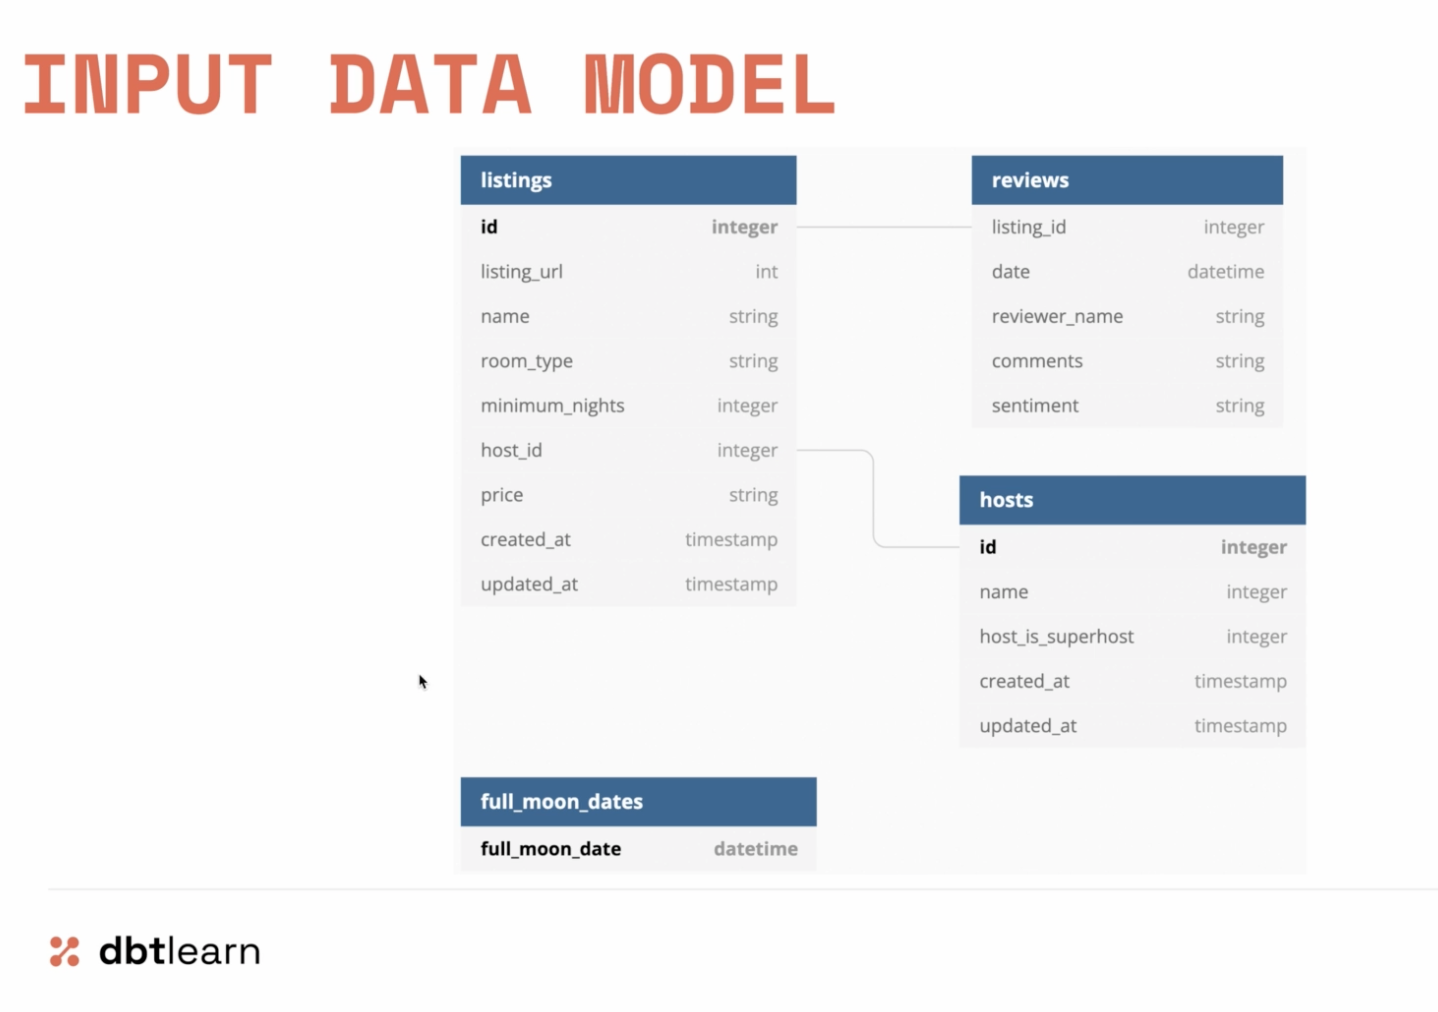 INPUT DATA MODEL
listings
id integer
listing_url int
name string
room_type string
minimum_nights integer
host_id integer
price string
created_at timestamp
updated_at timestamp
reviews
listing_id integer
date datetime
reviewer_name string
comments string
sentiment string
hosts
id integer
name integer
host_is_superhost integer
created_at timestamp
updated_at timestamp
full_moon_dates
full_moon_date datetime
dbtlearn